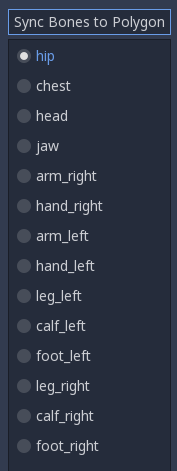 Sync Bones to Polygon
hip
chest
head
jaw
arm_right
hand_right
arm_left
hand_left
leg_left
calf_left
foot_left
leg_right
calf_right
foot_right